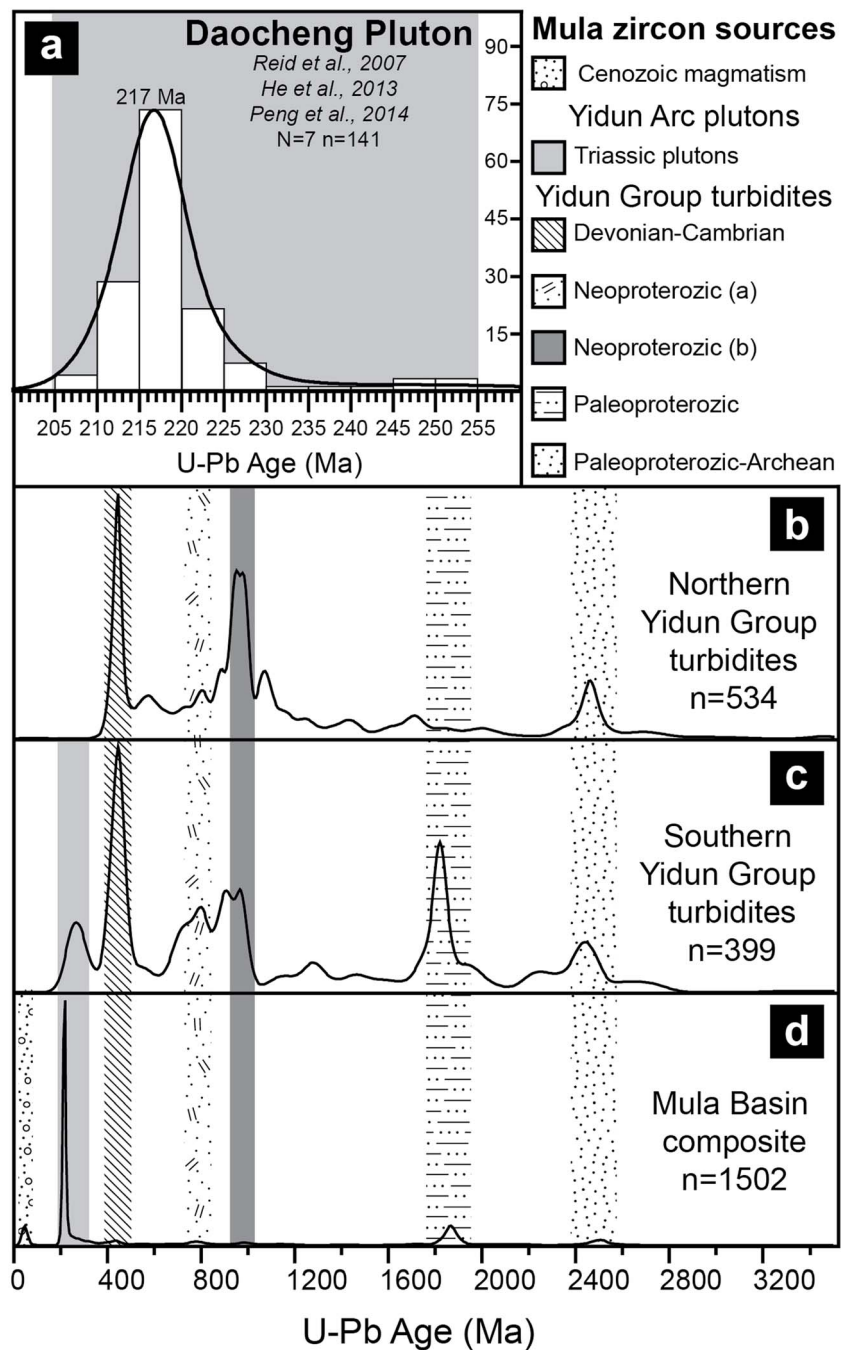 a
Daocheng Pluton
Reid et al., 2007
He et al., 2013
Peng et al., 2014
N=7 n=141
217 Ma
90
75
60
45
30
15
205 210 215 220 225 230 235 240 245 250 255
U-Pb Age (Ma)
Mula zircon sources
Cenozoic magmatism
Yidun Arc plutons
Triassic plutons
Yidun Group turbidites
Devonian-Cambrian
Neoproterozic (a)
Neoproterozic (b)
Paleoproterozic
Paleoproterozic-Archean
b
Northern
Yidun Group
turbidites
n=534
c
Southern
Yidun Group
turbidites
n=399
d
Mula Basin
composite
n=1502
0 400 800 1200 1600 2000 2400 2800 3200
U-Pb Age (Ma)